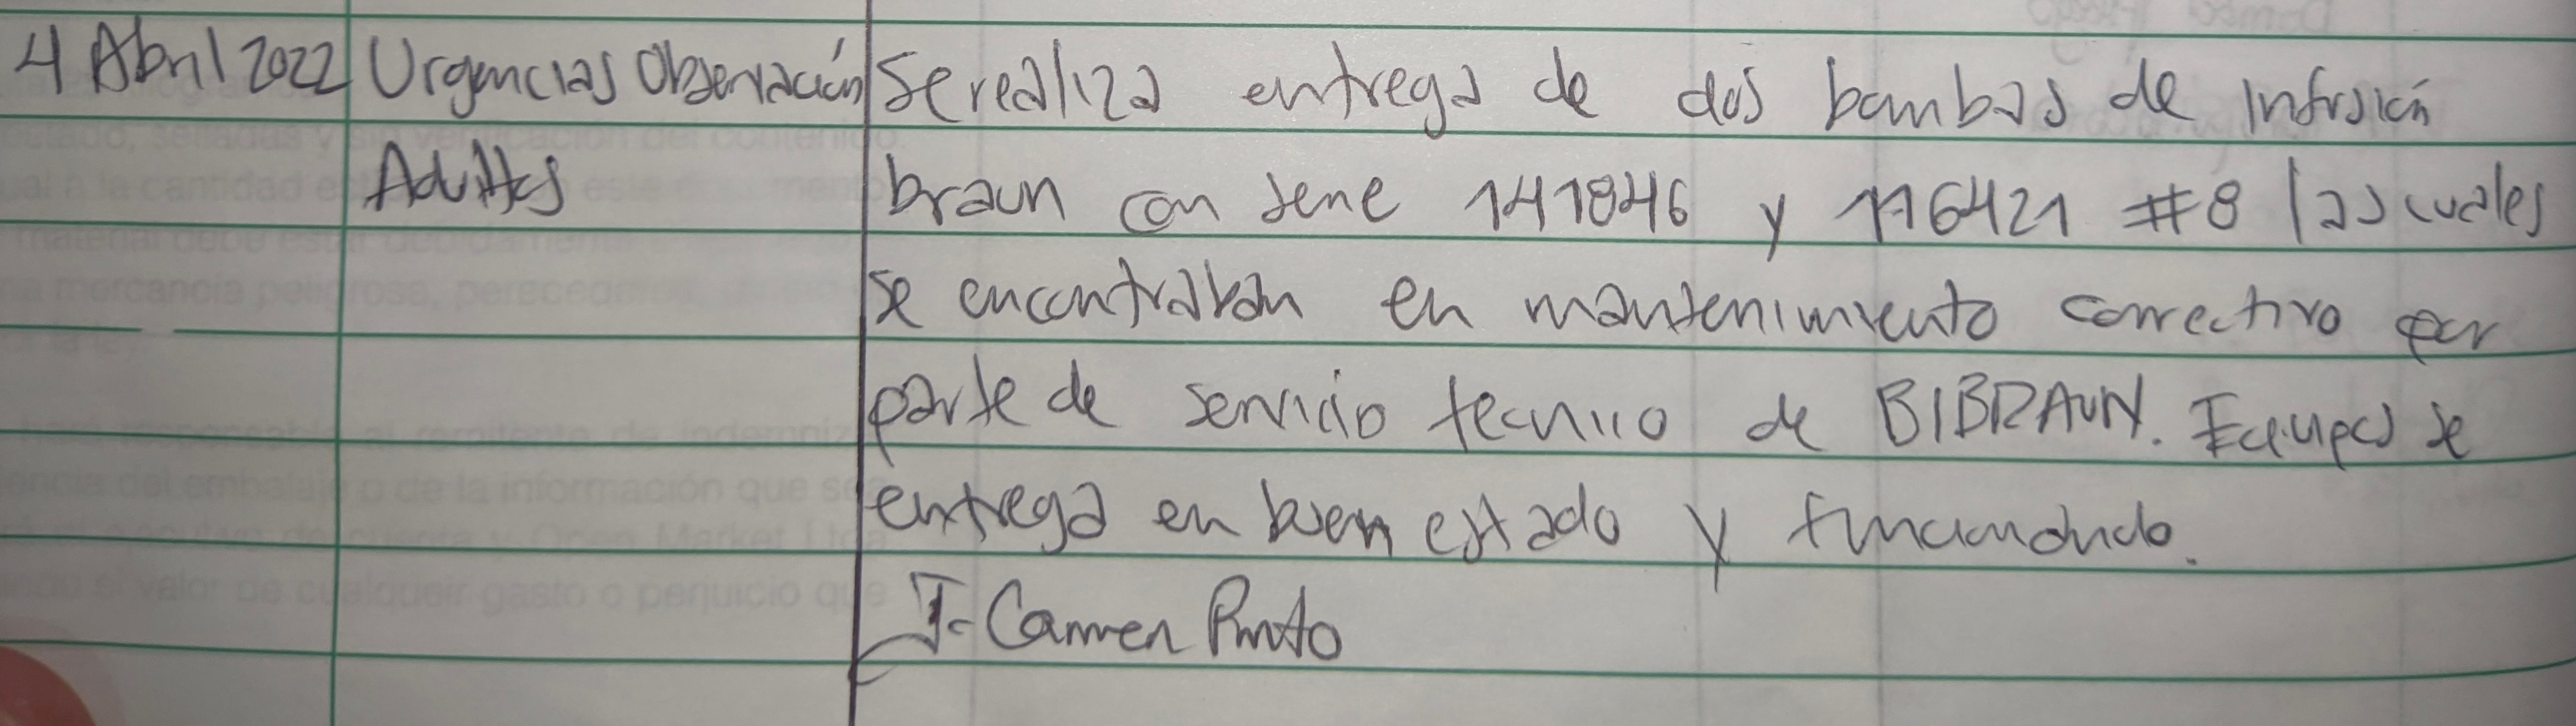 4 Abril 2022 Urgencias Observación Se realiza entrega de dos bombas de Infusión
Adultos braun con serie 141846 y 116421 #8 las cuales
se encontraban en mantenimiento correctivo por
parte de servicio tecnico de BIBRAUN. Equipos se
entrega en buen estado y funcionando.
J- Carmen Pinto